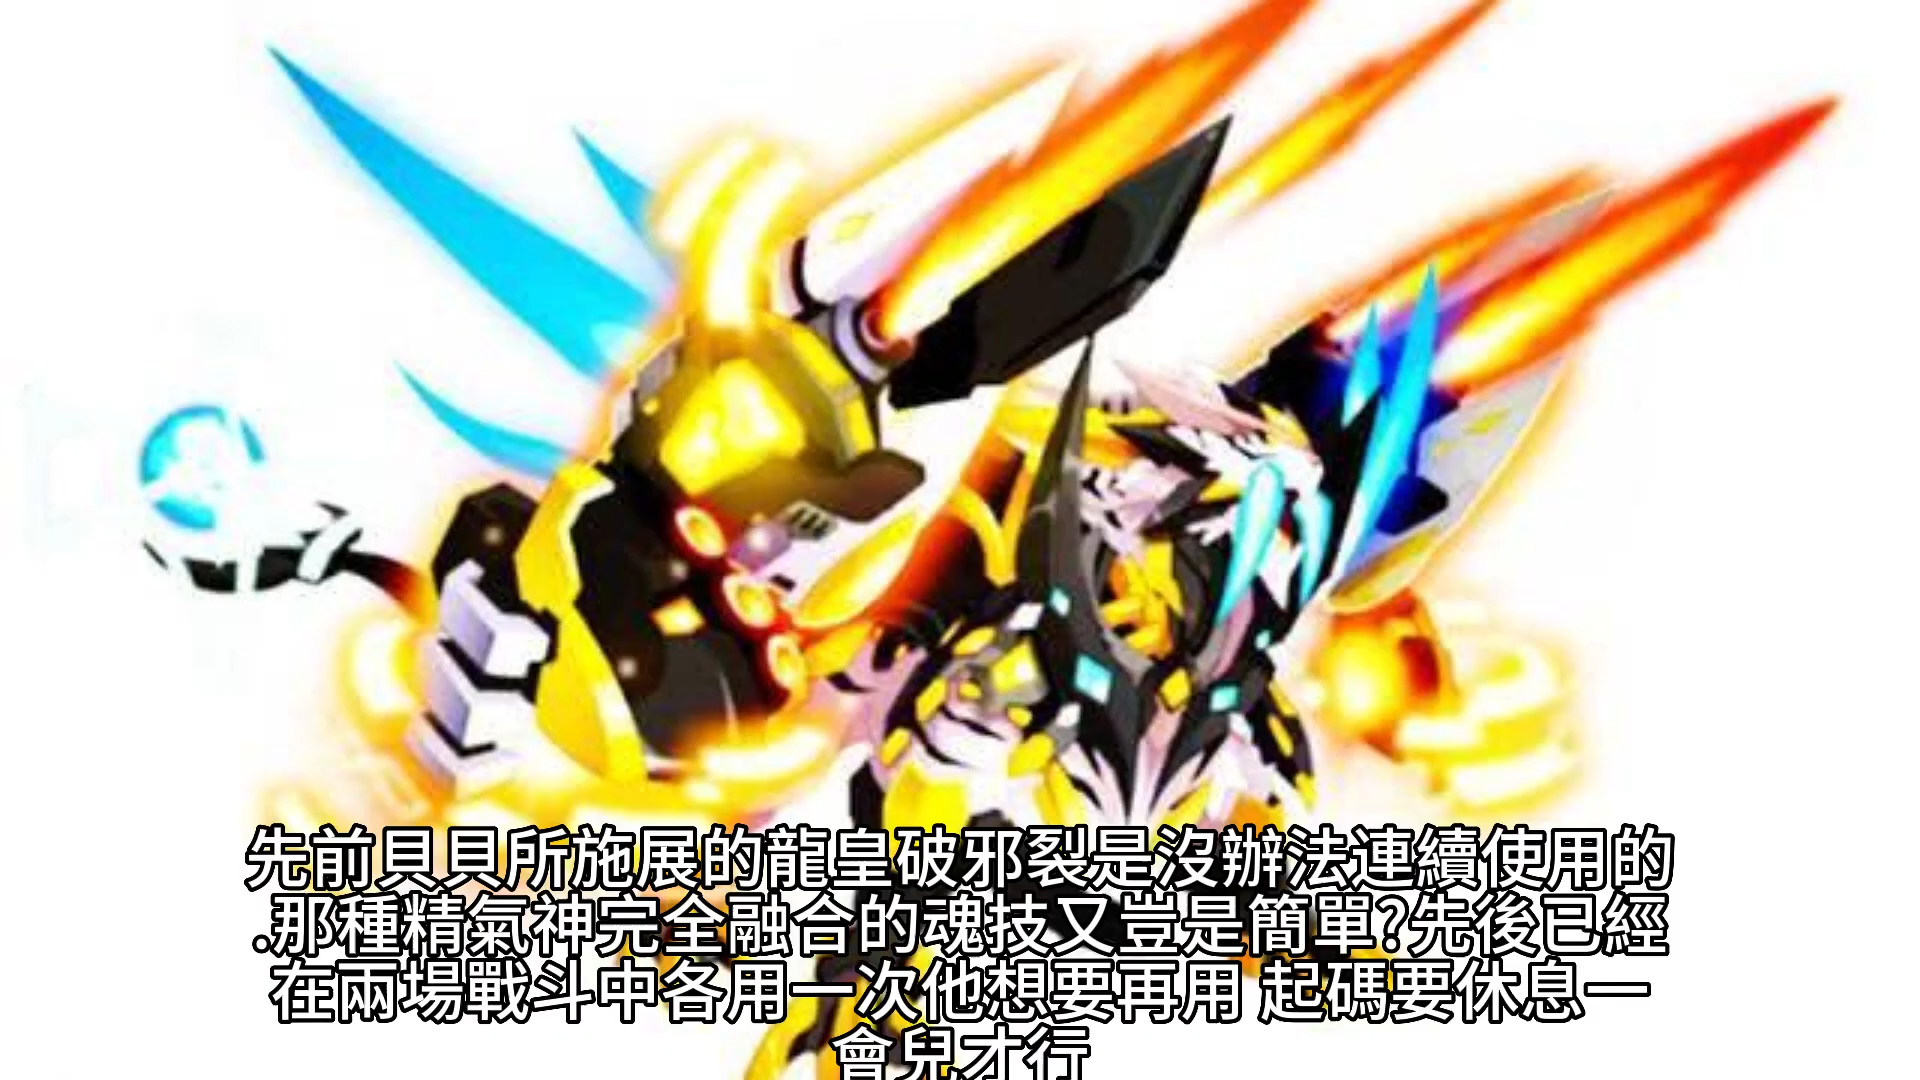 先前貝貝所施展的龍皇破邪裂是沒辦法連續使用的
.那種精氣神完全融合的魂技又豈是簡單?先後已經
在兩場戰斗中各用一次他想要再用 起碼要休息一
會兒才行